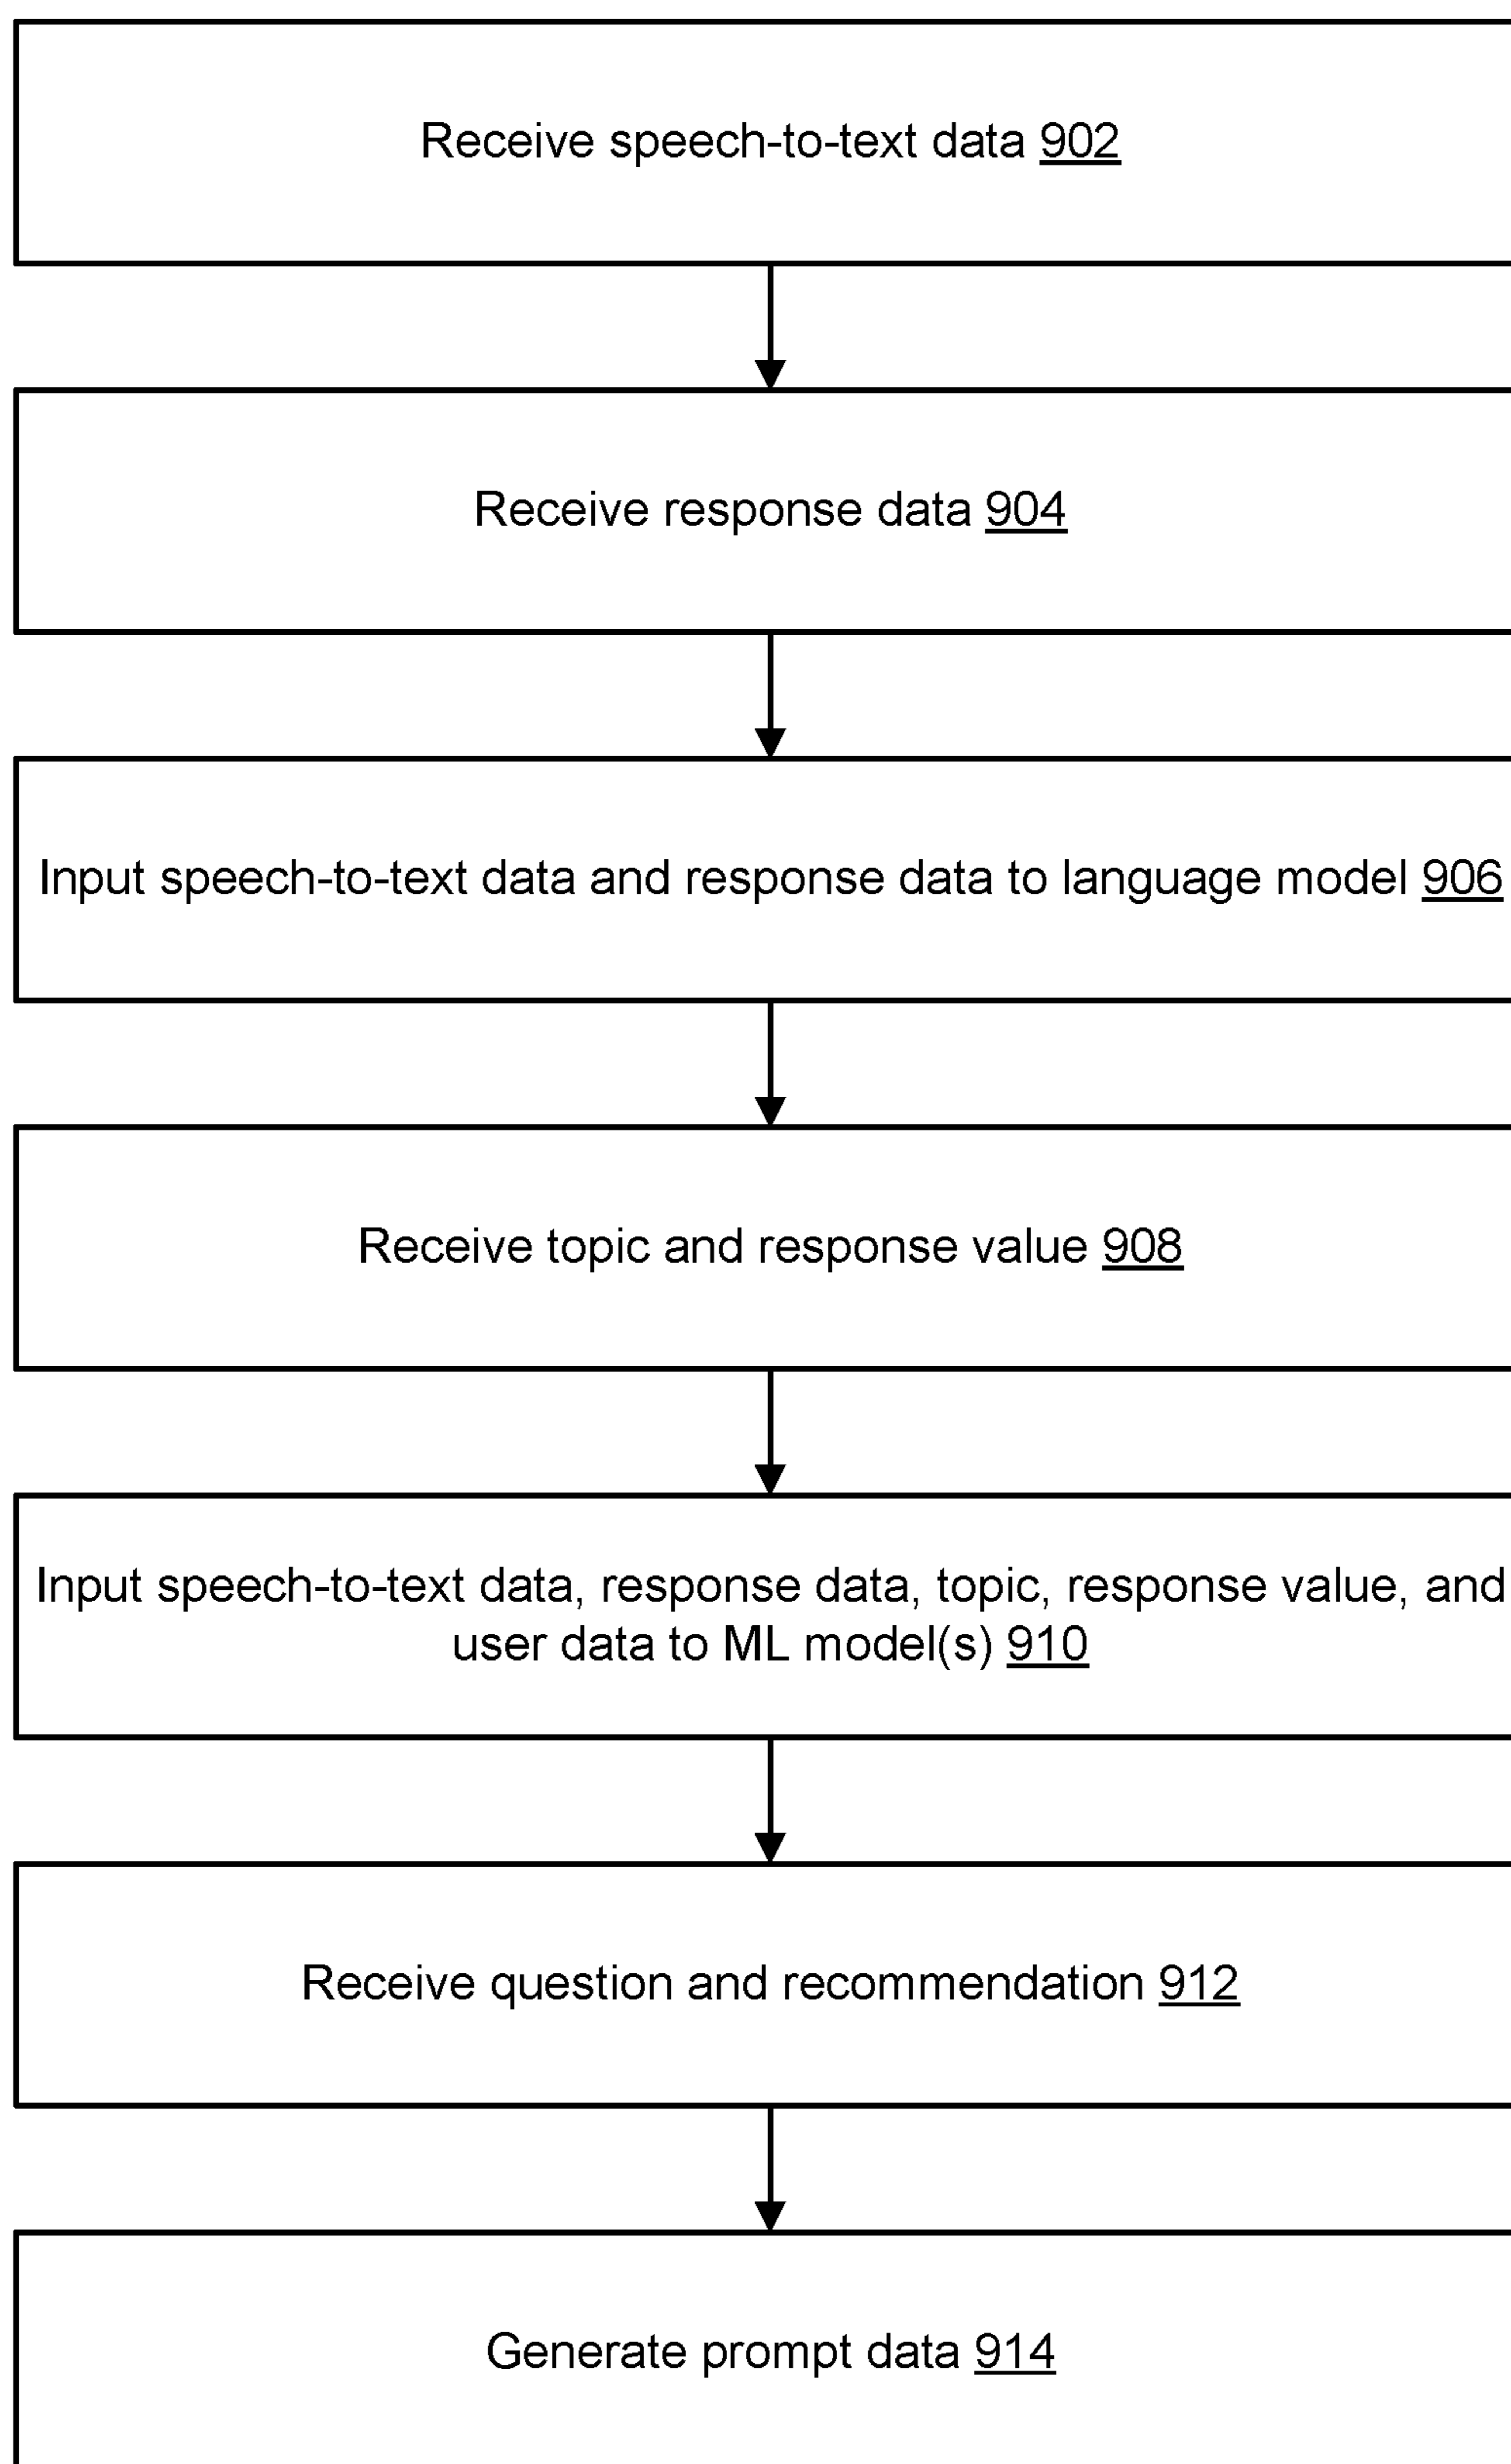 Receive speech-to-text data 902
Receive response data 904
Input speech-to-text data and response data to language model 906
Receive topic and response value 908
Input speech-to-text data, response data, topic, response value, and
user data to ML model(s) 910
Receive question and recommendation 912
Generate prompt data 914